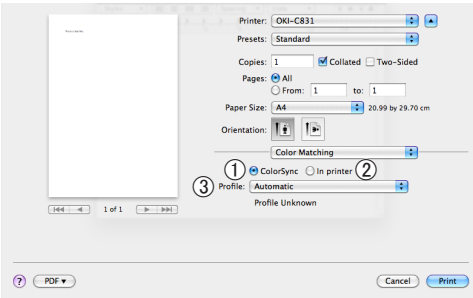 Printer: OKI-C831
Presets: Standard
Copies: 1 Collated Two-Sided
Pages: All
From: 1 to: 1
Paper Size: A4 20.99 by 29.70 cm
Orientation:
Color Matching
① ColorSync In printer ②
③ Profile: Automatic
Profile Unknown
1 of 1
? PDF▼ Cancel Print